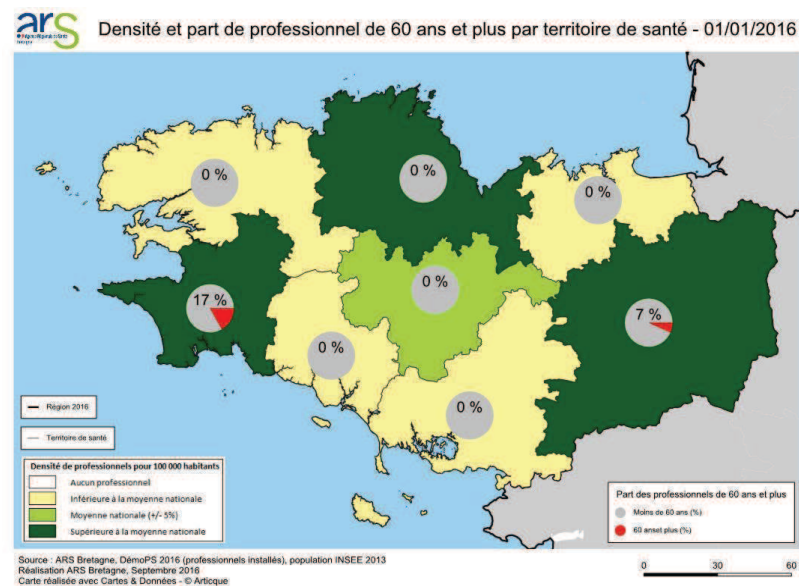 ars
Densité et part de professionnel de 60 ans et plus par territoire de santé - 01/01/2016
0 %
0 %
0 %
0 %
17 %
7 %
0 %
0 %
Région 2016
Territoire de santé
Densité de professionnels pour 100 000 habitants
Aucun professionnel
Inférieure à la moyenne nationale
Moyenne nationale (+/- 5%)
Supérieure à la moyenne nationale
Part des professionnels de 60 ans et plus
Moins de 60 ans (%)
60 anset plus (%)
0 30 60
Source : ARS Bretagne, DémoPS 2016 (professionnels installés), population INSEE 2013
Réalisation ARS Bretagne, Septembre 2016
Carte réalisée avec Cartes & Données - © Articque